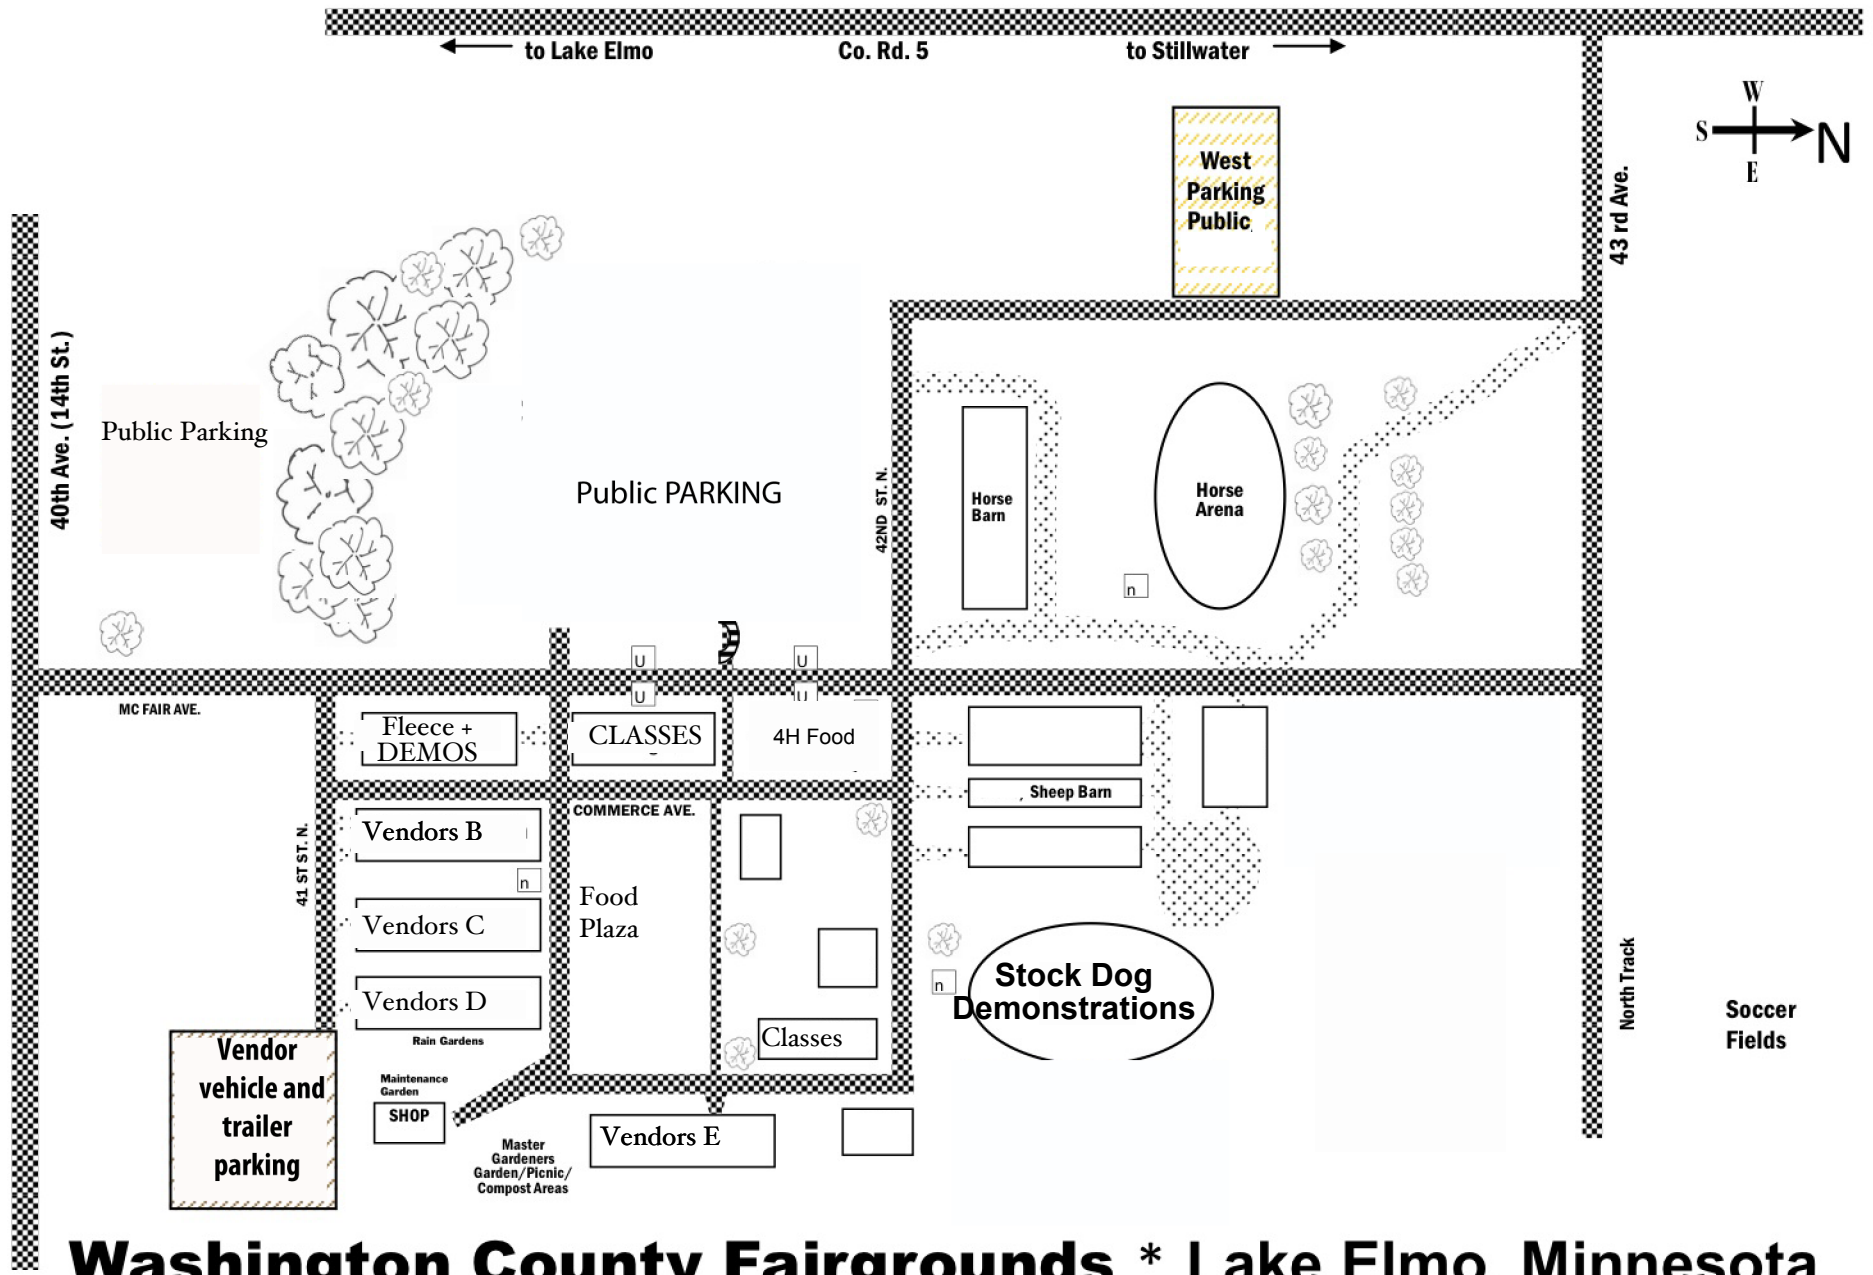 to Lake Elmo
Co. Rd. 5
to Stillwater
W
S
N
E
West
Parking
Public
43 rd Ave.
40th Ave. (14th St.)
Public Parking
Public PARKING
42ND ST. N.
Horse
Barn
Horse
Arena
n
U
U
U
U
MC FAIR AVE.
Fleece +
DEMOS
CLASSES
4H Food
COMMERCE AVE.
Sheep Barn
41 ST ST. N.
Vendors B
n
Vendors C
Food
Plaza
Vendors D
Rain Gardens
n
Stock Dog
Demonstrations
Classes
North Track
Soccer
Fields
Vendor
vehicle and
trailer
parking
Maintenance
Garden
SHOP
Master
Gardeners
Garden/Picnic/
Compost Areas
Vendors E
Washington County Fairgrounds * Lake Elmo, Minnesota